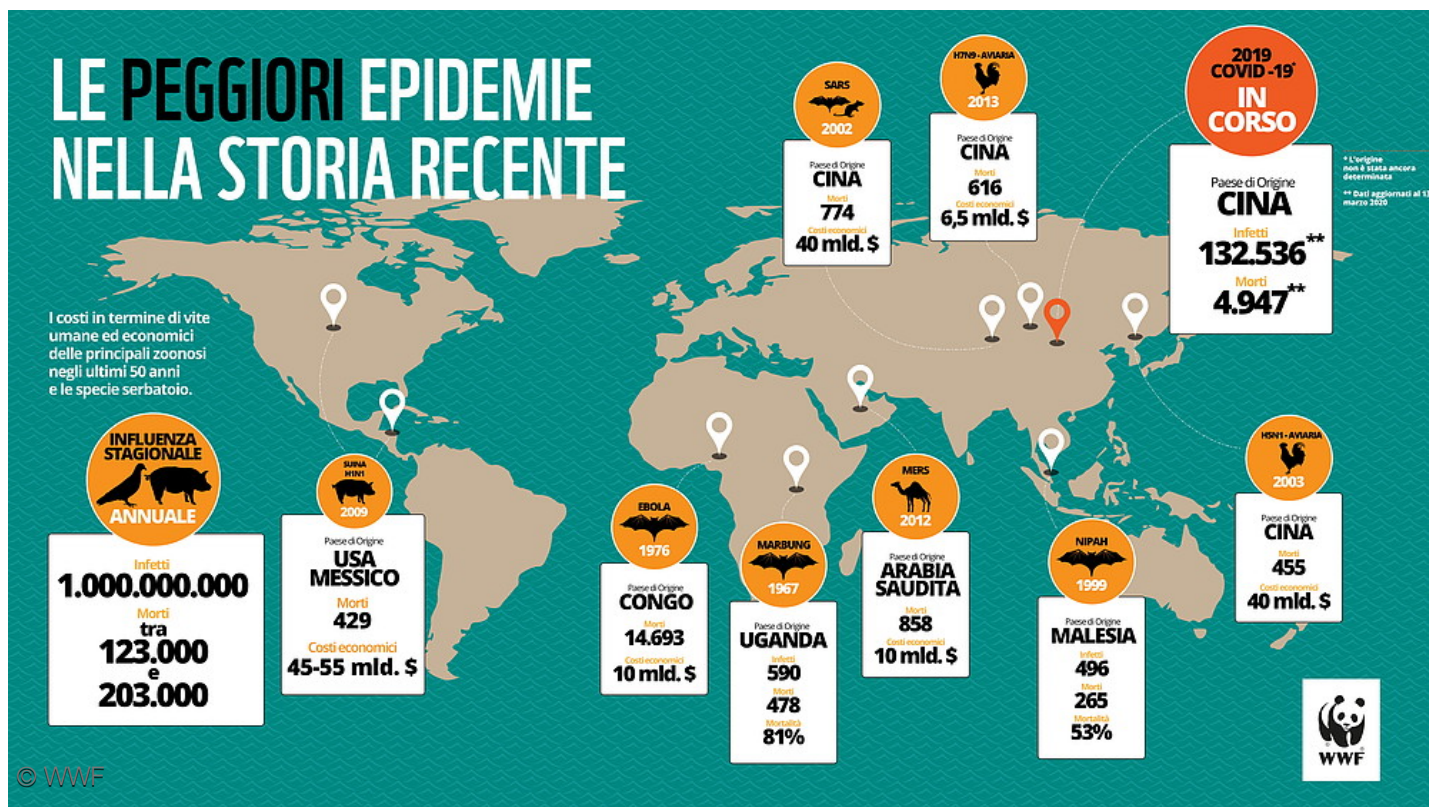 LE PEGGIORI EPIDEMIE
NELLA STORIA RECENTE
I costi in termine di vite
umane ed economici
delle principali zoonosi
negli ultimi 50 anni
e le specie serbatoio.
INFLUENZA
STAGIONALE
ANNUALE
Infetti
1.000.000.000
Morti
tra
123.000
e
203.000
SUINA
H1N1
2009
Paese di Origine
USA
MESSICO
Morti
429
Costi economici
45-55 mld. $
EBOLA
1976
Paese di Origine
CONGO
Morti
14.693
Costi economici
10 mld. $
MARBUNG
1967
Paese di Origine
UGANDA
Infetti
590
Morti
478
Mortalità
81%
MERS
2012
Paese di Origine
ARABIA
SAUDITA
Morti
858
Costi economici
10 mld. $
NIPAH
1999
Paese di Origine
MALESIA
Infetti
496
Morti
265
Mortalità
53%
H5N1 - AVIARIA
2003
Paese di Origine
CINA
Morti
455
Costi economici
40 mld. $
SARS
2002
Paese di Origine
CINA
Morti
774
Costi economici
40 mld. $
H7N9 - AVIARIA
2013
Paese di Origine
CINA
Morti
616
Costi economici
6,5 mld. $
2019
COVID -19*
IN
CORSO
Paese di Origine
CINA
Infetti
132.536**
Morti
4.947**
* L'origine
non è stata ancora
determinata
** Dati aggiornati al
marzo 2020
WWF
© WWF